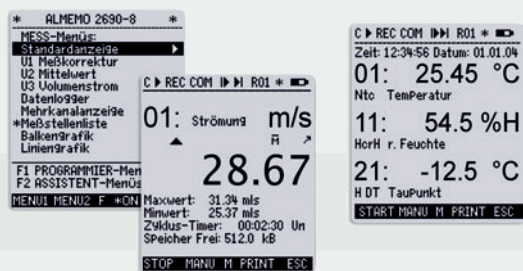 * ALMEMO 2690-8 *
MESS-Menüs:
Standardanzeige
U1 Meßkorrektur
U2 Mittelwert
U3 Volumenstrom
Datenlogger
Mehrkanalanzeige
*Meßstellenliste
Balkengrafik
Liniengrafik
F1 PROGRAMMIER-Men
F2 ASSISTENT-Menüs
MENU1 MENU2 F *ON
C REC COM R01 *
01: Strömung m/s
28.67
Maxwert: 31.34 mls
Minwert: 25.37 mls
Zyklus-Timer: 00:02:30 Un
Speicher Frei: 512.0 kB
STOP MANU M PRINT ESC
C REC COM R01 *
Zeit: 12:34:56 Datum: 01.01.04
01: 25.45 °C
Ntc Temperatur
11: 54.5 %H
HorH r. Feuchte
21: -12.5 °C
H DT Taupunkt
START MANU M PRINT ESC